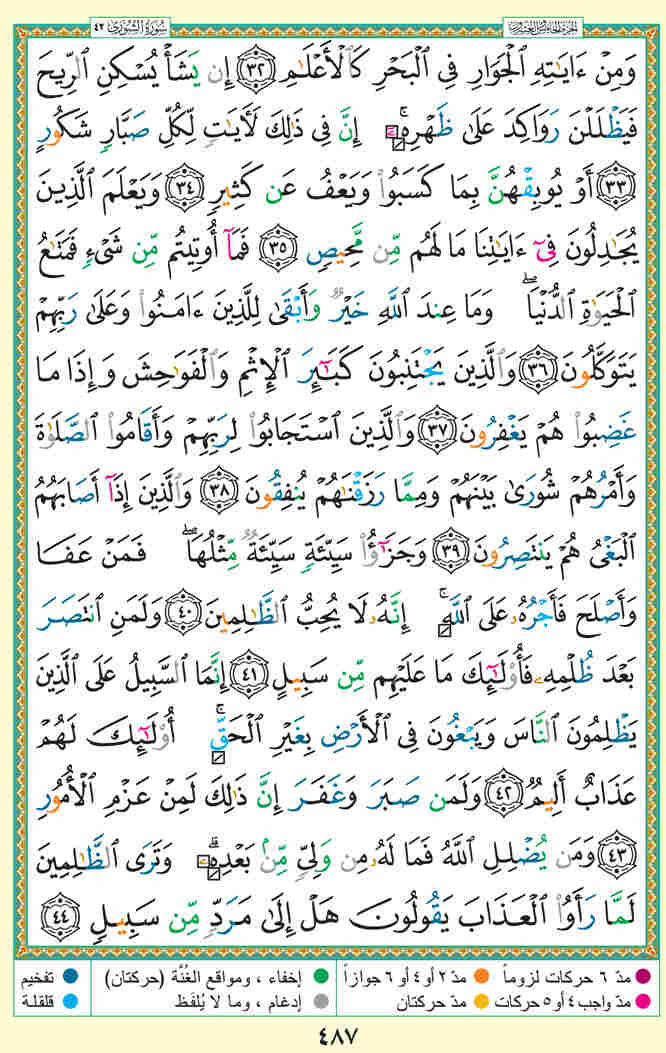 سُورَةُ الشُّورَىٰ ٤٢
الجزء الخامس والعشرون
وَمِنْ ءَايَٰتِهِ ٱلْجَوَارِ فِى ٱلْبَحْرِ كَٱلْأَعْلَٰمِ ٣٢ إِن يَشَأْ يُسْكِنِ ٱلرِّيحَ
فَيَظْلَلْنَ رَوَاكِدَ عَلَىٰ ظَهْرِهِۦٓ ۚ إِنَّ فِى ذَٰلِكَ لَءَايَٰتٍ لِّكُلِّ صَبَّارٍ شَكُورٍ
٣٣ أَوْ يُوبِقْهُنَّ بِمَا كَسَبُوا۟ وَيَعْفُ عَن كَثِيرٍ ٣٤ وَيَعْلَمَ ٱلَّذِينَ
يُجَٰدِلُونَ فِىٓ ءَايَٰتِنَا مَا لَهُم مِّن مَّحِيصٍ ٣٥ فَمَآ أُوتِيتُم مِّن شَىْءٍ فَمَتَٰعُ
ٱلْحَيَوٰةِ ٱلدُّنْيَا ۖ وَمَا عِندَ ٱللَّهِ خَيْرٌ وَأَبْقَىٰ لِلَّذِينَ ءَامَنُوا۟ وَعَلَىٰ رَبِّهِمْ
يَتَوَكَّلُونَ ٣٦ وَٱلَّذِينَ يَجْتَنِبُونَ كَبَٰٓئِرَ ٱلْإِثْمِ وَٱلْفَوَٰحِشَ وَإِذَا مَا
غَضِبُوا۟ هُمْ يَغْفِرُونَ ٣٧ وَٱلَّذِينَ ٱسْتَجَابُوا۟ لِرَبِّهِمْ وَأَقَامُوا۟ ٱلصَّلَوٰةَ
وَأَمْرُهُمْ شُورَىٰ بَيْنَهُمْ وَمِمَّا رَزَقْنَٰهُمْ يُنفِقُونَ ٣٨ وَٱلَّذِينَ إِذَآ أَصَابَهُمُ
ٱلْبَغْىُ هُمْ يَنتَصِرُونَ ٣٩ وَجَزَٰٓؤُا۟ سَيِّئَةٍ سَيِّئَةٌ مِّثْلُهَا ۖ فَمَنْ عَفَا
وَأَصْلَحَ فَأَجْرُهُۥ عَلَى ٱللَّهِ ۚ إِنَّهُۥ لَا يُحِبُّ ٱلظَّٰلِمِينَ ٤٠ وَلَمَنِ ٱنتَصَرَ
بَعْدَ ظُلْمِهِۦ فَأُو۟لَٰٓئِكَ مَا عَلَيْهِم مِّن سَبِيلٍ ٤١ إِنَّمَا ٱلسَّبِيلُ عَلَى ٱلَّذِينَ
يَظْلِمُونَ ٱلنَّاسَ وَيَبْغُونَ فِى ٱلْأَرْضِ بِغَيْرِ ٱلْحَقِّ ۚ أُو۟لَٰٓئِكَ لَهُمْ
عَذَابٌ أَلِيمٌ ٤٢ وَلَمَن صَبَرَ وَغَفَرَ إِنَّ ذَٰلِكَ لَمِنْ عَزْمِ ٱلْأُمُورِ
٤٣ وَمَن يُضْلِلِ ٱللَّهُ فَمَا لَهُۥ مِن وَلِىٍّ مِّنۢ بَعْدِهِۦ ۗ وَتَرَى ٱلظَّٰلِمِينَ
لَمَّا رَأَوُا۟ ٱلْعَذَابَ يَقُولُونَ هَلْ إِلَىٰ مَرَدٍّ مِّن سَبِيلٍ ٤٤
مدّ ٦ حركات لزوماً مدّ ٢ أو ٤ أو ٦ جوازاً
مدّ واجب ٤ أو ٥ حركات مدّ حركتان
إخفاء ، ومواقع الغُنَّة (حركتان)
إدغام ، وما لا يُلفَظ
تفخيم
قلقلة
٤٨٧